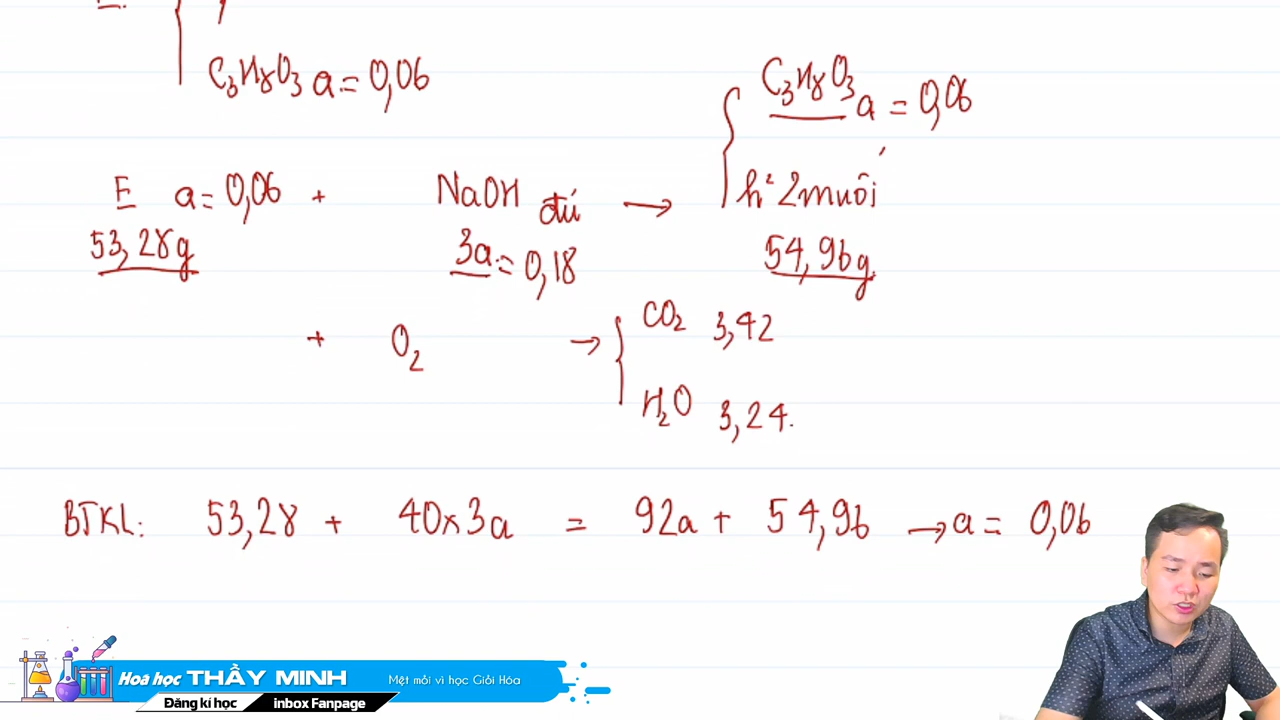 E:
C3H8O3 a = 0,06
C3H8O3 a = 0,06
E a = 0,06 + NaOH đủ → h² 2 muối
53,28g 3a = 0,18 54,96g
+ O2 → CO2 3,42
H2O 3,24.
BTKL: 53,28 + 40x3a = 92a + 54,96 → a = 0,06
Hoá học THẦY MINH Mệt mỏi vì học Giỏi Hóa
Đăng kí học inbox Fanpage